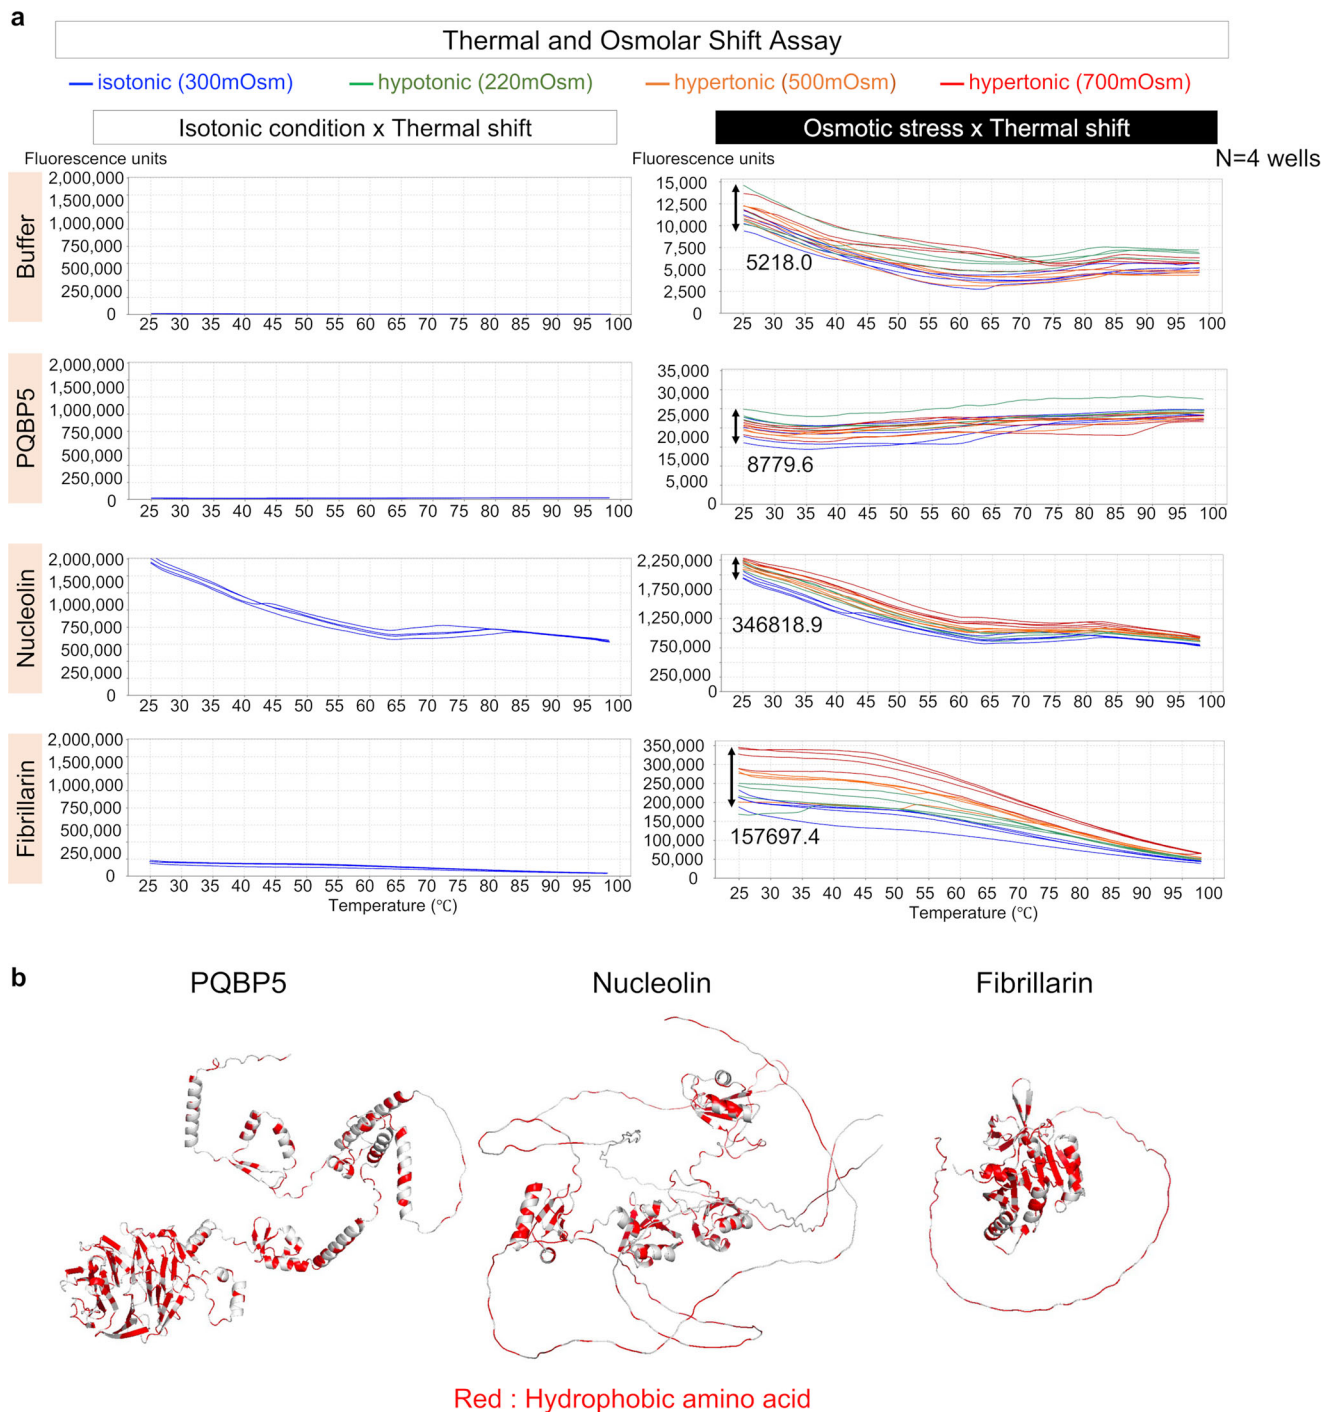 a
Thermal and Osmolar Shift Assay
isotonic (300mOsm) hypotonic (220mOsm) hypertonic (500mOsm) hypertonic (700mOsm)
Isotonic condition x Thermal shift
Osmotic stress x Thermal shift
N=4 wells
Fluorescence units
Fluorescence units
Buffer
2,000,000
1,500,000
1,000,000
750,000
500,000
250,000
0
25 30 35 40 45 50 55 60 65 70 75 80 85 90 95 100
15,000
12,500
10,000
7,500
5,000
2,500
0
5218.0
25 30 35 40 45 50 55 60 65 70 75 80 85 90 95 100
PQBP5
2,000,000
1,500,000
1,000,000
750,000
500,000
250,000
0
25 30 35 40 45 50 55 60 65 70 75 80 85 90 95 100
35,000
30,000
25,000
20,000
15,000
5,000
0
8779.6
25 30 35 40 45 50 55 60 65 70 75 80 85 90 95 100
Nucleolin
2,000,000
1,500,000
1,000,000
750,000
500,000
250,000
0
25 30 35 40 45 50 55 60 65 70 75 80 85 90 95 100
2,250,000
1,750,000
1,250,000
750,000
250,000
0
346818.9
25 30 35 40 45 50 55 60 65 70 75 80 85 90 95 100
Fibrillarin
2,000,000
1,500,000
1,000,000
750,000
500,000
250,000
0
25 30 35 40 45 50 55 60 65 70 75 80 85 90 95 100
Temperature (°C)
350,000
300,000
250,000
200,000
150,000
100,000
50,000
0
157697.4
25 30 35 40 45 50 55 60 65 70 75 80 85 90 95 100
Temperature (°C)
b
PQBP5
Nucleolin
Fibrillarin
Red : Hydrophobic amino acid